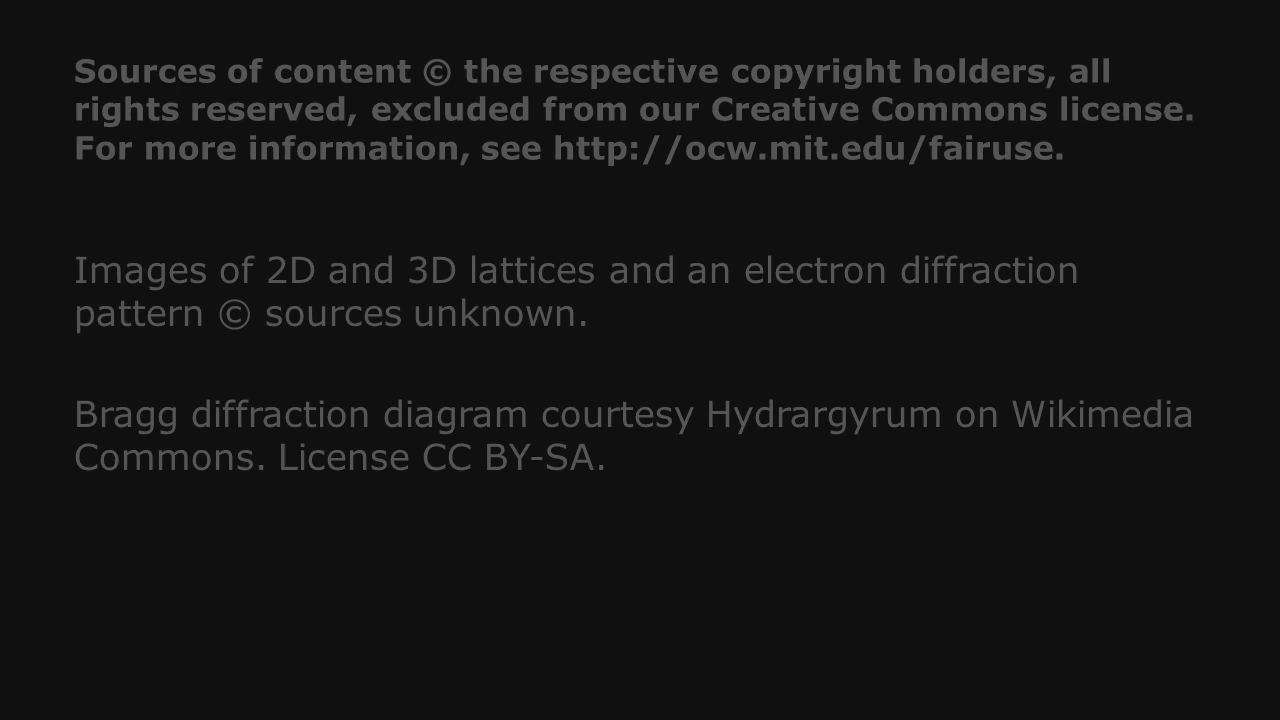 Sources of content © the respective copyright holders, all
rights reserved, excluded from our Creative Commons license.
For more information, see http://ocw.mit.edu/fairuse.
Images of 2D and 3D lattices and an electron diffraction
pattern © sources unknown.
Bragg diffraction diagram courtesy Hydrargyrum on Wikimedia
Commons. License CC BY-SA.